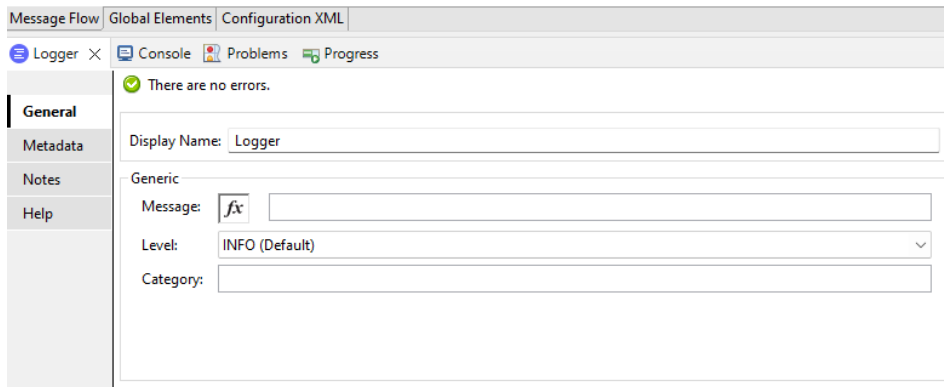 Message Flow Global Elements Configuration XML
Logger Console Problems Progress
There are no errors.
General
Display Name: Logger
Metadata
Generic
Notes
Message: fx
Help
Level: INFO (Default)
Category: